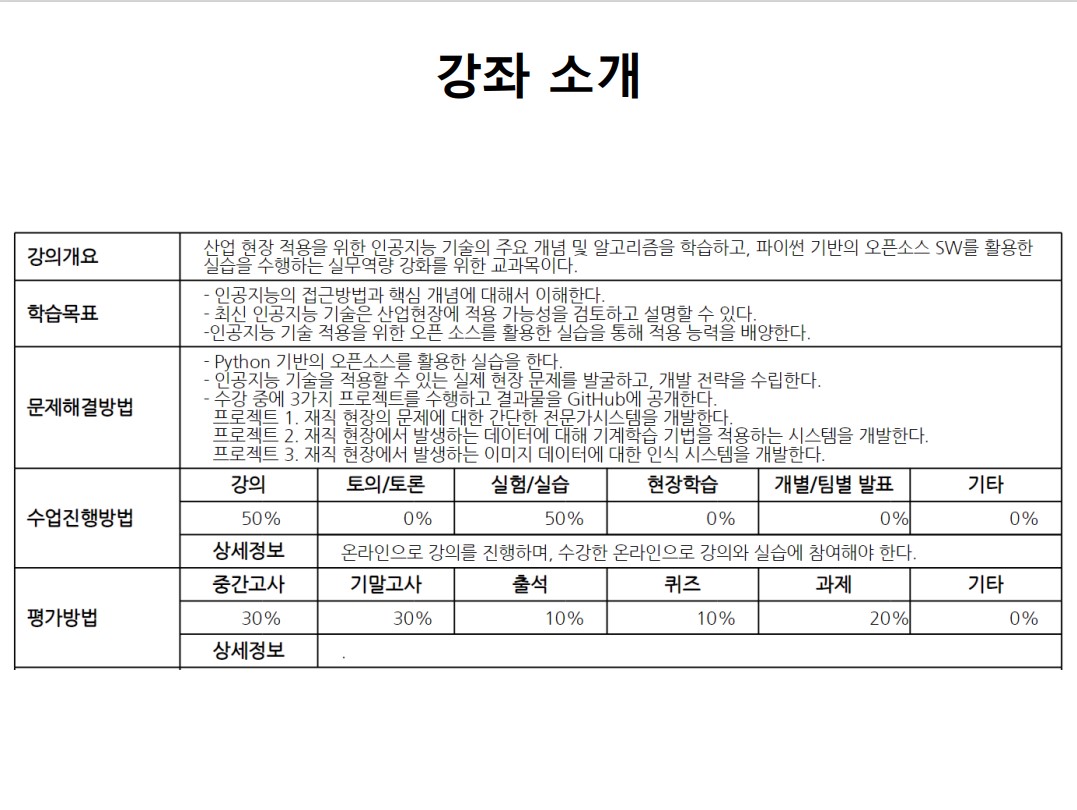 강좌 소개
강의개요
산업 현장 적용을 위한 인공지능 기술의 주요 개념 및 알고리즘을 학습하고, 파이썬 기반의 오픈소스 SW를 활용한
실습을 수행하는 실무역량 강화를 위한 교과목이다.
학습목표
- 인공지능의 접근방법과 핵심 개념에 대해서 이해한다.
- 최신 인공지능 기술은 산업현장에 적용 가능성을 검토하고 설명할 수 있다.
-인공지능 기술 적용을 위한 오픈 소스를 활용한 실습을 통해 적용 능력을 배양한다.
문제해결방법
- Python 기반의 오픈소스를 활용한 실습을 한다.
- 인공지능 기술을 적용할 수 있는 실제 현장 문제를 발굴하고, 개발 전략을 수립한다.
- 수강 중에 3가지 프로젝트를 수행하고 결과물을 GitHub에 공개한다.
프로젝트 1. 재직 현장의 문제에 대한 간단한 전문가시스템을 개발한다.
프로젝트 2. 재직 현장에서 발생하는 데이터에 대해 기계학습 기법을 적용하는 시스템을 개발한다.
프로젝트 3. 재직 현장에서 발생하는 이미지 데이터에 대한 인식 시스템을 개발한다.
수업진행방법
강의 토의/토론 실험/실습 현장학습 개별/팀별 발표 기타
50% 0% 50% 0% 0% 0%
상세정보 온라인으로 강의를 진행하며, 수강한 온라인으로 강의와 실습에 참여해야 한다.
평가방법
중간고사 기말고사 출석 퀴즈 과제 기타
30% 30% 10% 10% 20% 0%
상세정보 .